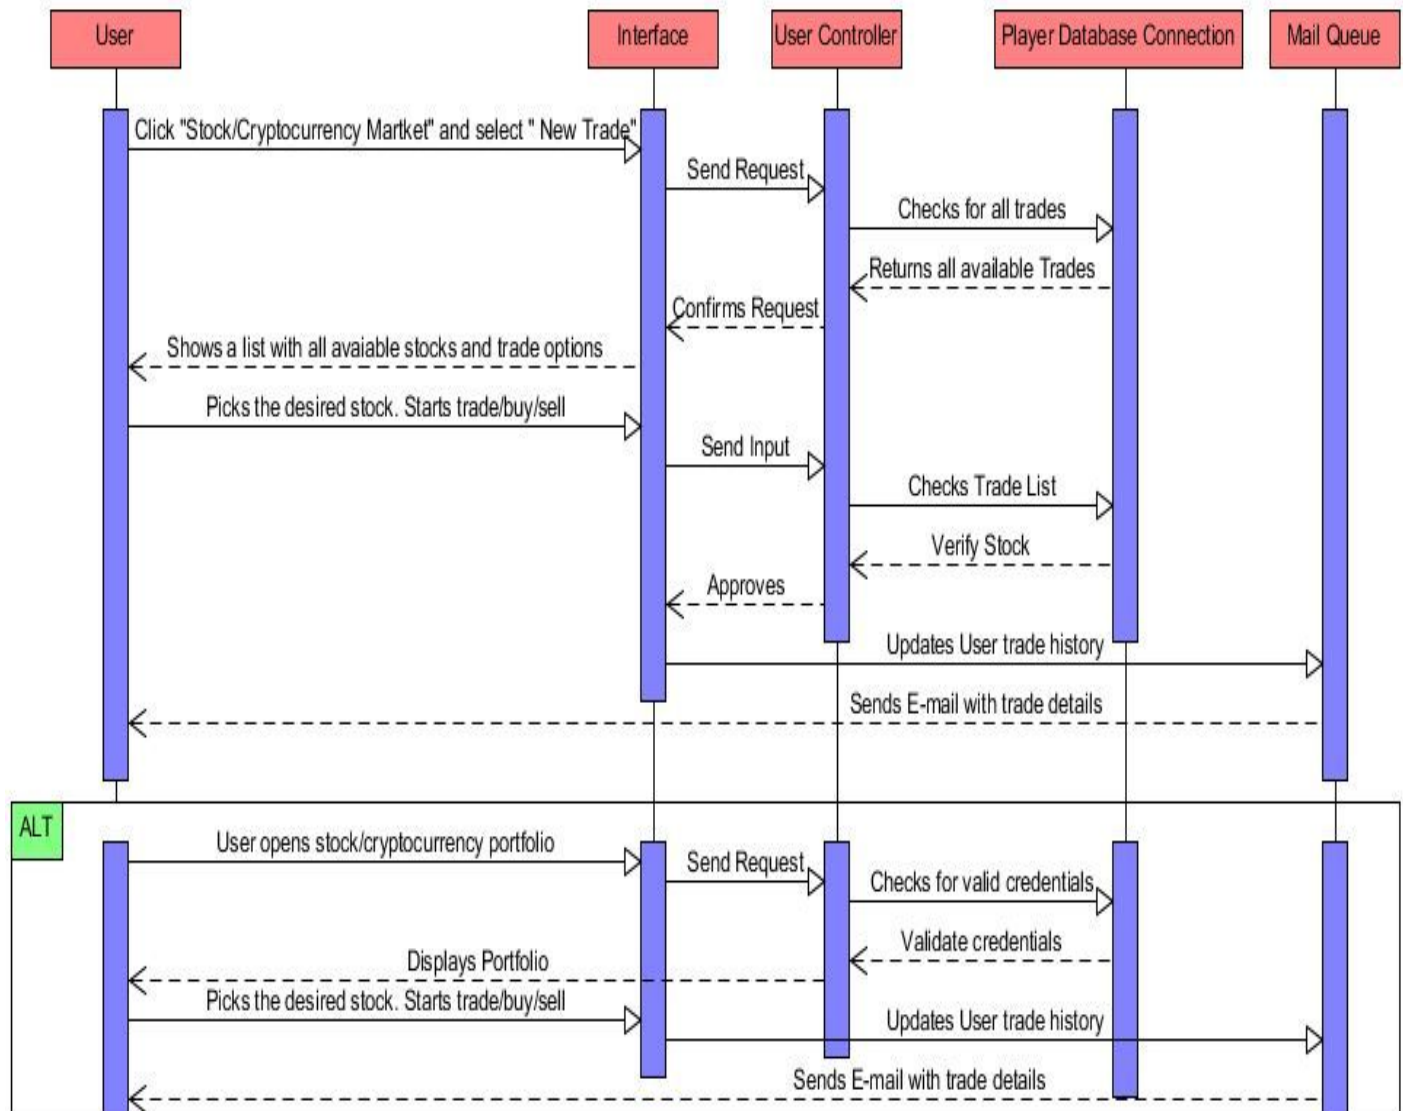 User
Interface
User Controller
Player Database Connection
Mail Queue
Click "Stock/Cryptocurrency Martket" and select " New Trade"
Send Request
Checks for all trades
Returns all available Trades
Confirms Request
Shows a list with all avaiable stocks and trade options
Picks the desired stock. Starts trade/buy/sell
Send Input
Checks Trade List
Verify Stock
Approves
Updates User trade history
Sends E-mail with trade details
ALT
User opens stock/cryptocurrency portfolio
Send Request
Checks for valid credentials
Validate credentials
Displays Portfolio
Picks the desired stock. Starts trade/buy/sell
Updates User trade history
Sends E-mail with trade details